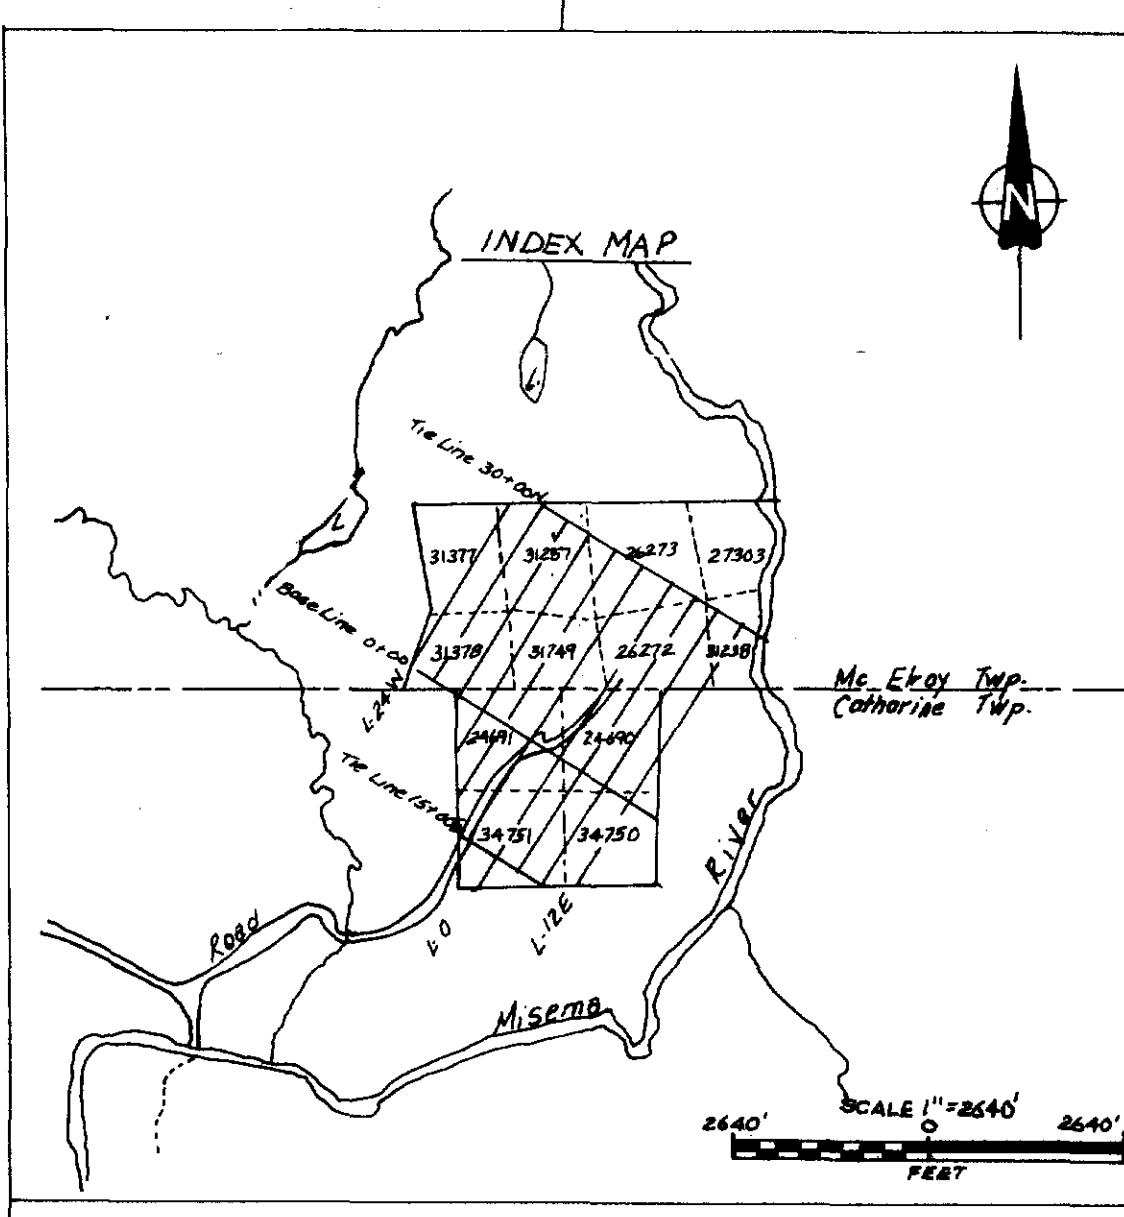 N
INDEX MAP
L.
Tie Line 30+00N
L
31377
31257
26273
27303
Base Line 0+00
31378
31749
26272
31238
L-24W
Mc Elroy Twp.
Catharine Twp.
24691
24690
Tie Line 15+00S
34751
34750
River
Road
L-0
L-12E
Misema
SCALE 1"=2640'
2640' 0 2640'
FEET